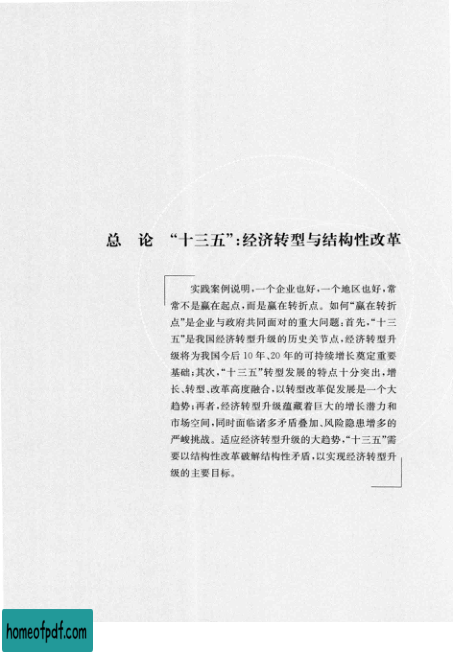 总 论 “十三五”：经济转型与结构性改革
实践案例说明，一个企业也好，一个地区也好，常
常不是赢在起点，而是赢在转折点。如何“赢在转折
点”是企业与政府共同面对的重大问题：首先，“十三
五”是我国经济转型升级的历史关节点，经济转型升
级将为我国今后 10 年、20 年的可持续增长奠定重要
基础；其次，“十三五”转型发展的特点十分突出，增
长、转型、改革高度融合，以转型改革促发展是一个大
趋势；再者，经济转型升级蕴藏着巨大的增长潜力和
市场空间，同时面临诸多矛盾叠加、风险隐患增多的
严峻挑战。适应经济转型升级的大趋势，“十三五”需
要以结构性改革破解结构性矛盾，以实现经济转型升
级的主要目标。
homeofpdf.com